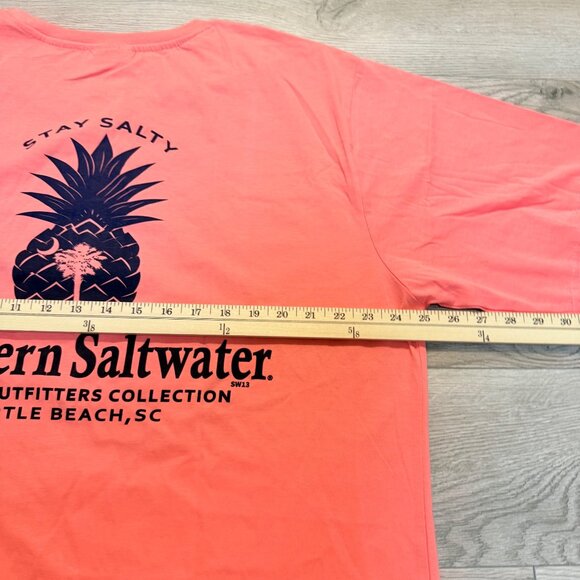 STAY SALTY
11 12 13 14 15 16 17 18 19 20 21 22 23 24 25 26 27 28 29 30
3/8 1/2 5/8 3/4
ern Saltwater®
SW13
OUTFITTERS COLLECTION
TLE BEACH, SC